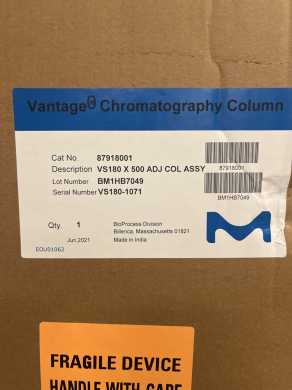 Vantage® Chromatography Column
Cat No. 87918001
Description VS180 X 500 ADJ COL ASSY
87918001
Lot Number BM1HB7049
Serial Number VS180-1071
BM1HB7049
Qty. 1
BioProcess Division
Billerica, Massachusetts 01821
Jun,2021
Made in India
EOU01062
M
FRAGILE DEVICE
HANDLE WITH CARE